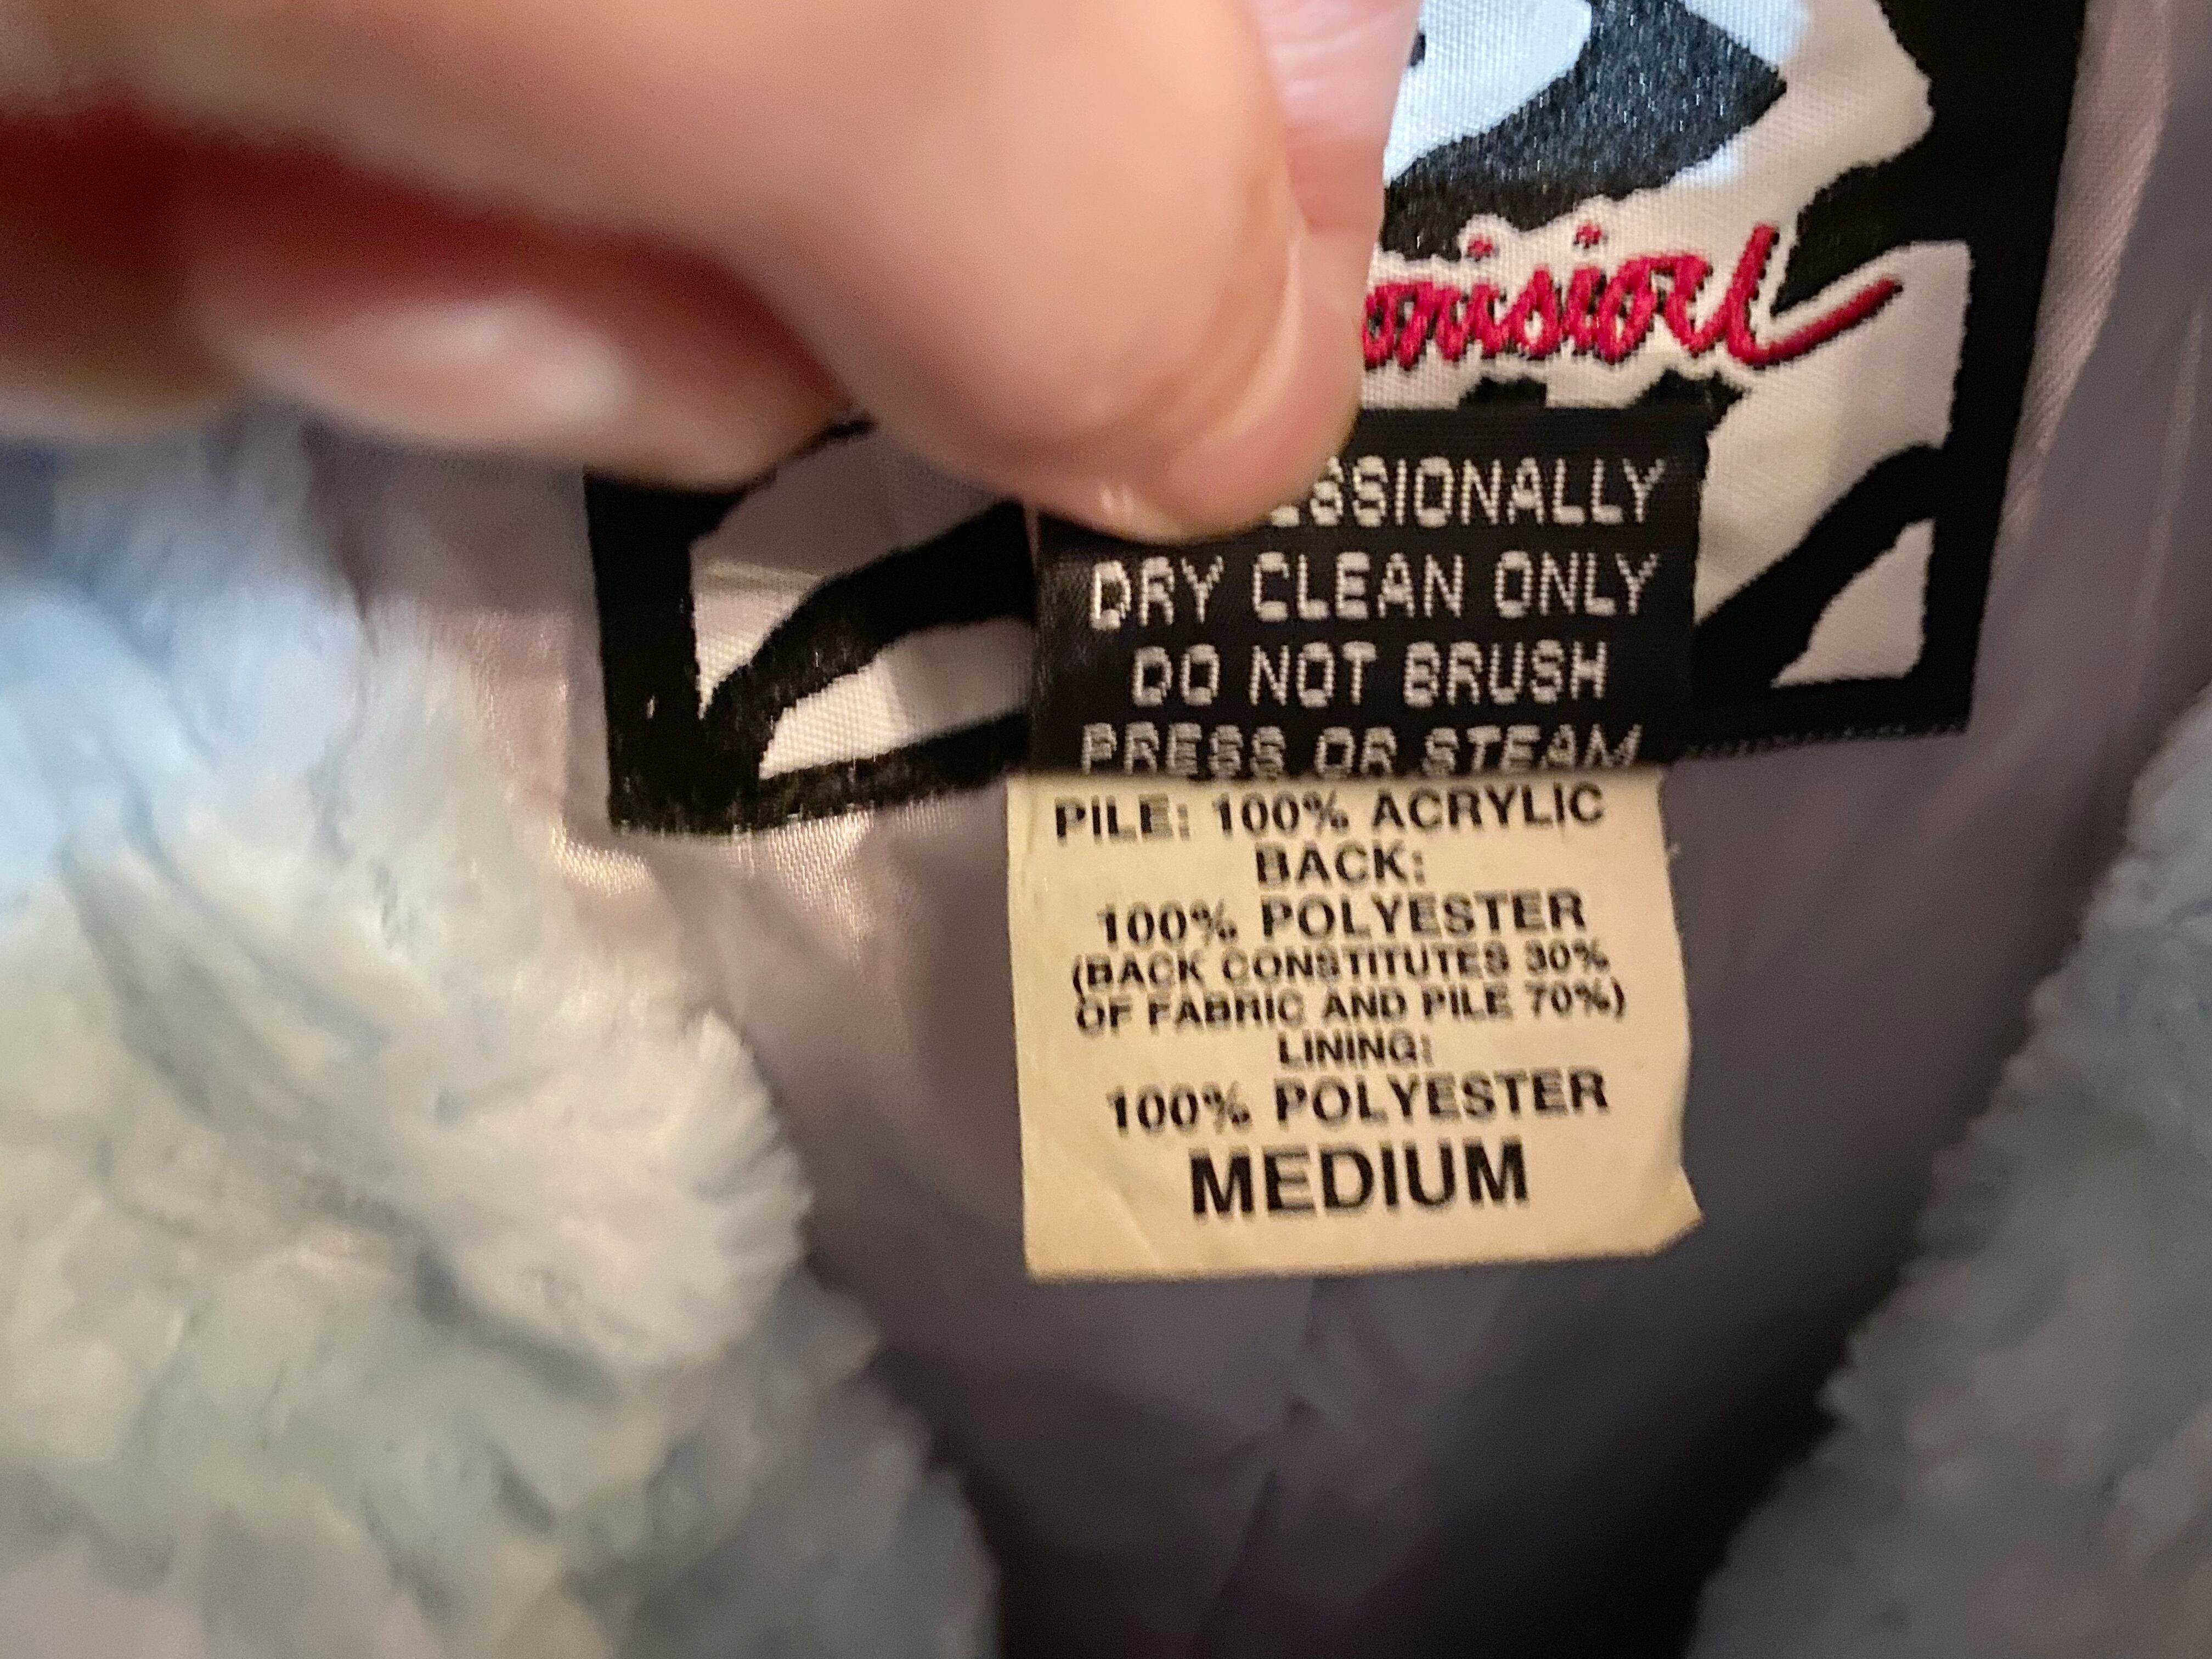 ESSIONALLY
DRY CLEAN ONLY
DO NOT BRUSH
PRESS OR STEAM
PILE: 100% ACRYLIC
BACK:
100% POLYESTER
(BACK CONSTITUTES 30%
OF FABRIC AND PILE 70%)
LINING:
100% POLYESTER
MEDIUM